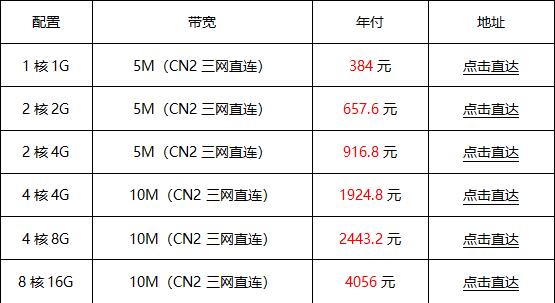 配置 带宽 年付 地址
1 核 1G 5M（CN2 三网直连） 384 元 点击直达
2 核 2G 5M（CN2 三网直连） 657.6 元 点击直达
2 核 4G 5M（CN2 三网直连） 916.8 元 点击直达
4 核 4G 10M（CN2 三网直连） 1924.8 元 点击直达
4 核 8G 10M（CN2 三网直连） 2443.2 元 点击直达
8 核 16G 10M（CN2 三网直连） 4056 元 点击直达